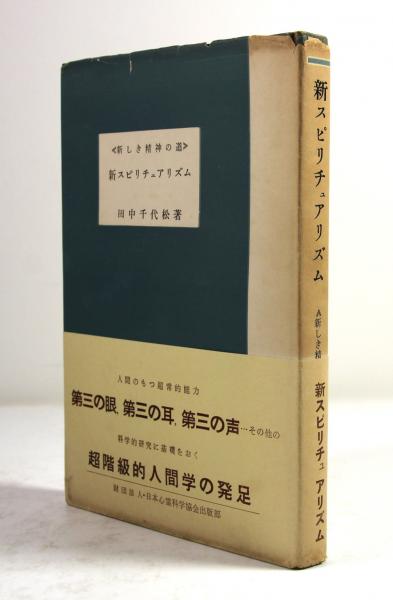 ≪新しき精神の道≫
新スピリチュアリズム
田中千代松著
人間のもつ超常的能力
第三の眼,第三の耳,第三の声…その他の
科学的研究に基礎をおく
超階級的人間学の発足
財団法人・日本心霊科学協会出版部
新スピリチュアリズム
新しき精
新スピリチュアリズム